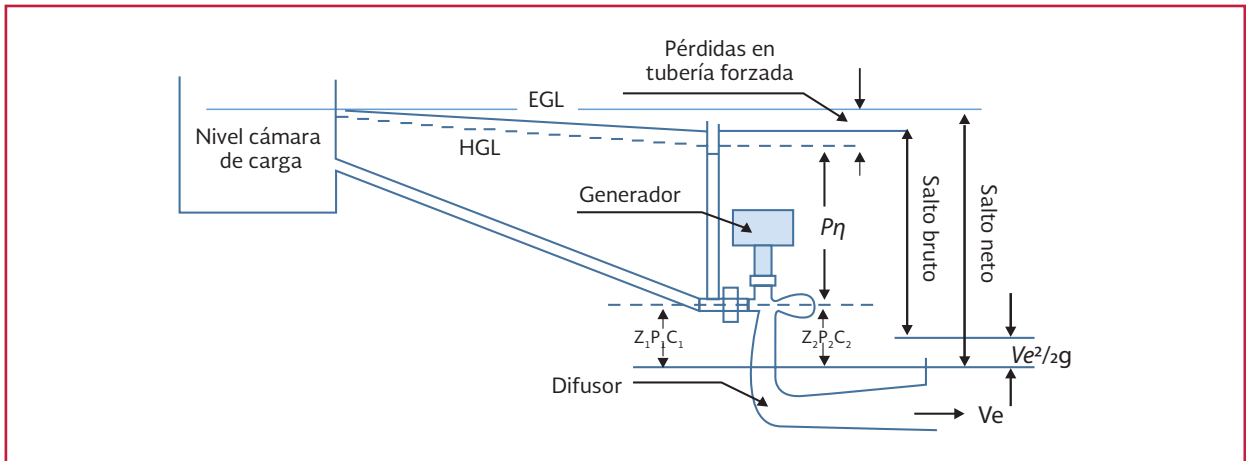 Pérdidas en
tubería forzada
EGL
Nivel cámara
de carga
HGL
Generador
Pη
Salto bruto
Salto neto
Z₁P₁C₁
Z₂P₂C₂
Ve²/₂g
Difusor
Ve